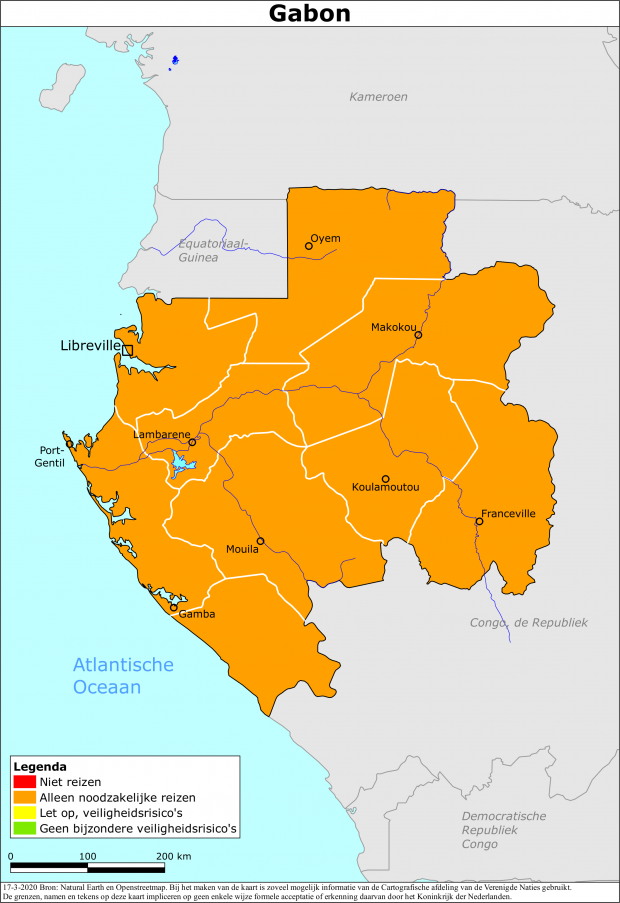 Gabon
Kameroen
Equatoriaal-
Guinea
Oyem
Makokou
Libreville
Lambarene
Port-
Gentil
Koulamoutou
Franceville
Mouila
Gamba
Congo, de Republiek
Atlantische
Oceaan
Legenda
Niet reizen
Alleen noodzakelijke reizen
Let op, veiligheidsrisico's
Geen bijzondere veiligheidsrisico's
Democratische
Republiek
Congo
0 100 200 km
17-3-2020 Bron: Natural Earth en Openstreetmap. Bij het maken van de kaart is zoveel mogelijk informatie van de Cartografische afdeling van de Verenigde Naties gebruikt.
De grenzen, namen en tekens op deze kaart impliceren op geen enkele wijze formele acceptatie of erkenning daarvan door het Koninkrijk der Nederlanden.